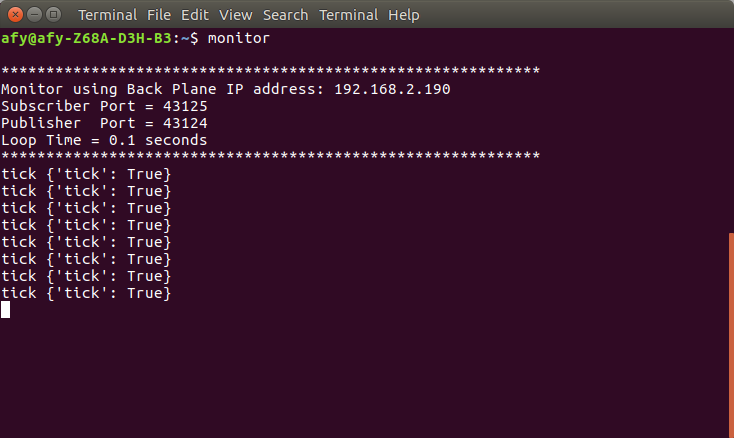 Terminal File Edit View Search Terminal Help
afy@afy-Z68A-D3H-B3:~$ monitor
************************************************************
Monitor using Back Plane IP address: 192.168.2.190
Subscriber Port = 43125
Publisher  Port = 43124
Loop Time = 0.1 seconds
************************************************************
tick {'tick': True}
tick {'tick': True}
tick {'tick': True}
tick {'tick': True}
tick {'tick': True}
tick {'tick': True}
tick {'tick': True}
tick {'tick': True}